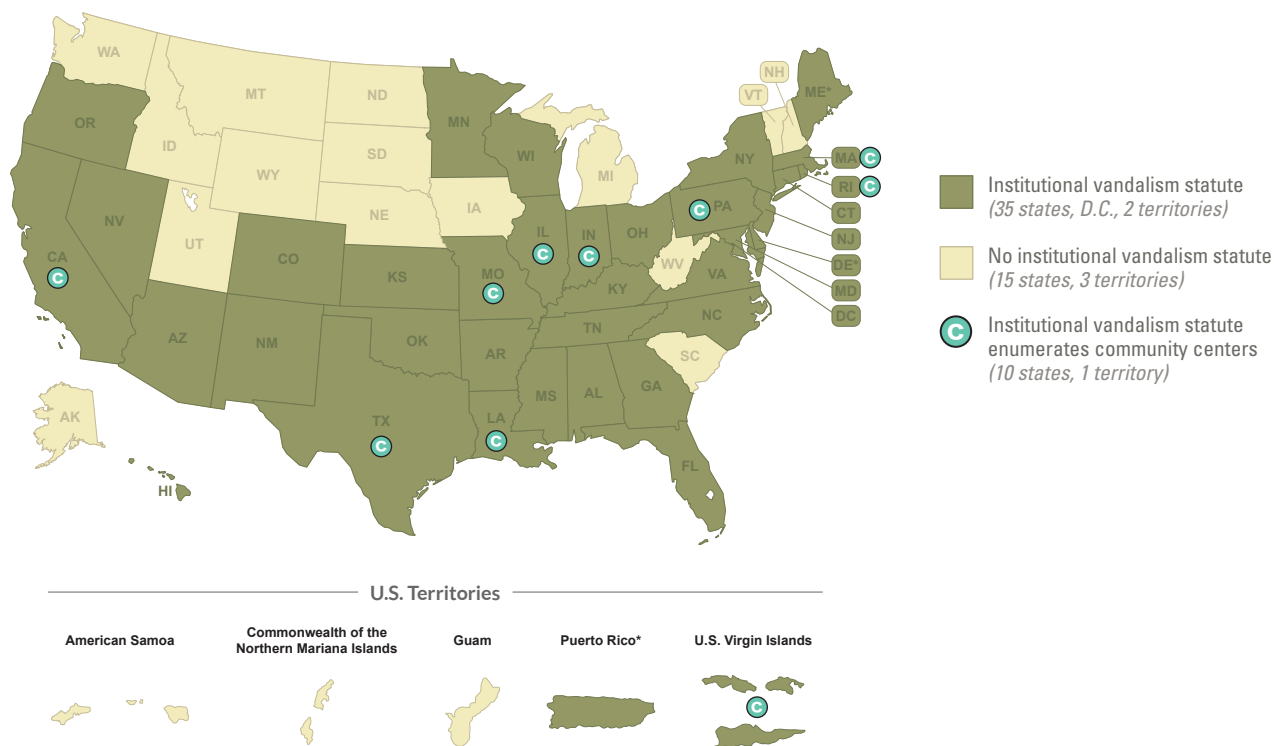 WA
MT
ND
MN
OR
ID
WY
SD
WI
MI
NH
VT
ME*
NY
MA C
RI C
CT
NJ
DE*
MD
DC
NV
UT
NE
IA
CA
C
CO
KS
MO
C
IL
C
IN
C
OH
C PA
WV
VA
KY
NC
TN
SC
AZ
NM
OK
AR
MS
AL
GA
TX
C
LA
C
FL
AK
HI
Institutional vandalism statute
(35 states, D.C., 2 territories)
No institutional vandalism statute
(15 states, 3 territories)
C
Institutional vandalism statute
enumerates community centers
(10 states, 1 territory)
U.S. Territories
American Samoa
Commonwealth of the
Northern Mariana Islands
Guam
Puerto Rico*
U.S. Virgin Islands
C